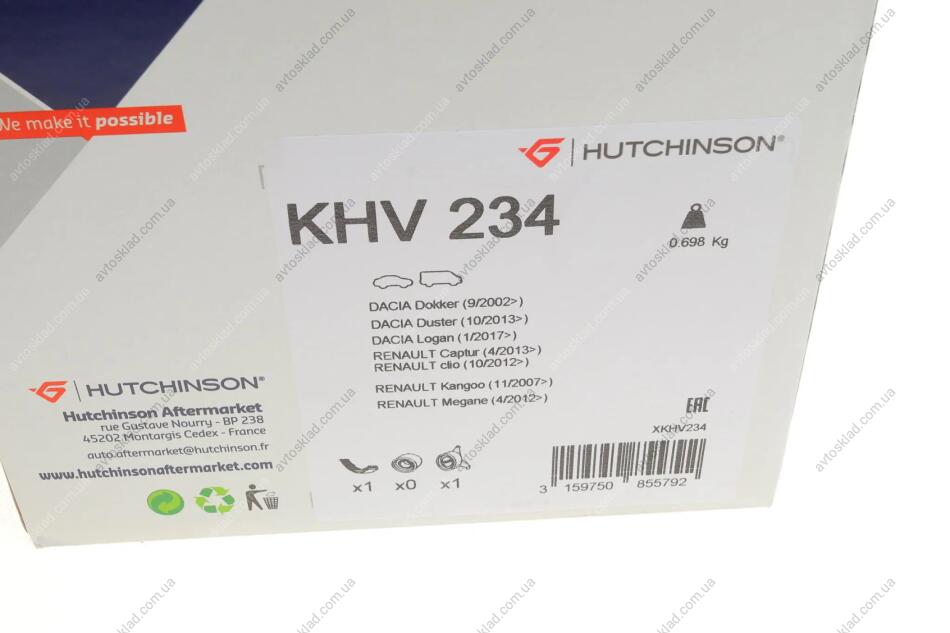 We make it possible
HUTCHINSON®
KHV 234
0.698 Kg
DACIA Dokker (9/2002>)
DACIA Duster (10/2013>)
DACIA Logan (1/2017>)
RENAULT Captur (4/2013>)
RENAULT clio (10/2012>)
RENAULT Kangoo (11/2007>)
RENAULT Megane (4/2012>)
EAC
XKHV234
x1 x0 x1
3 159750 855792
HUTCHINSON®
Hutchinson Aftermarket
rue Gustave Nourry - BP 238
45202 Montargis Cedex - France
auto.aftermarket@hutchinson.fr
www.hutchinsonaftermarket.com
avtosklad.com.ua